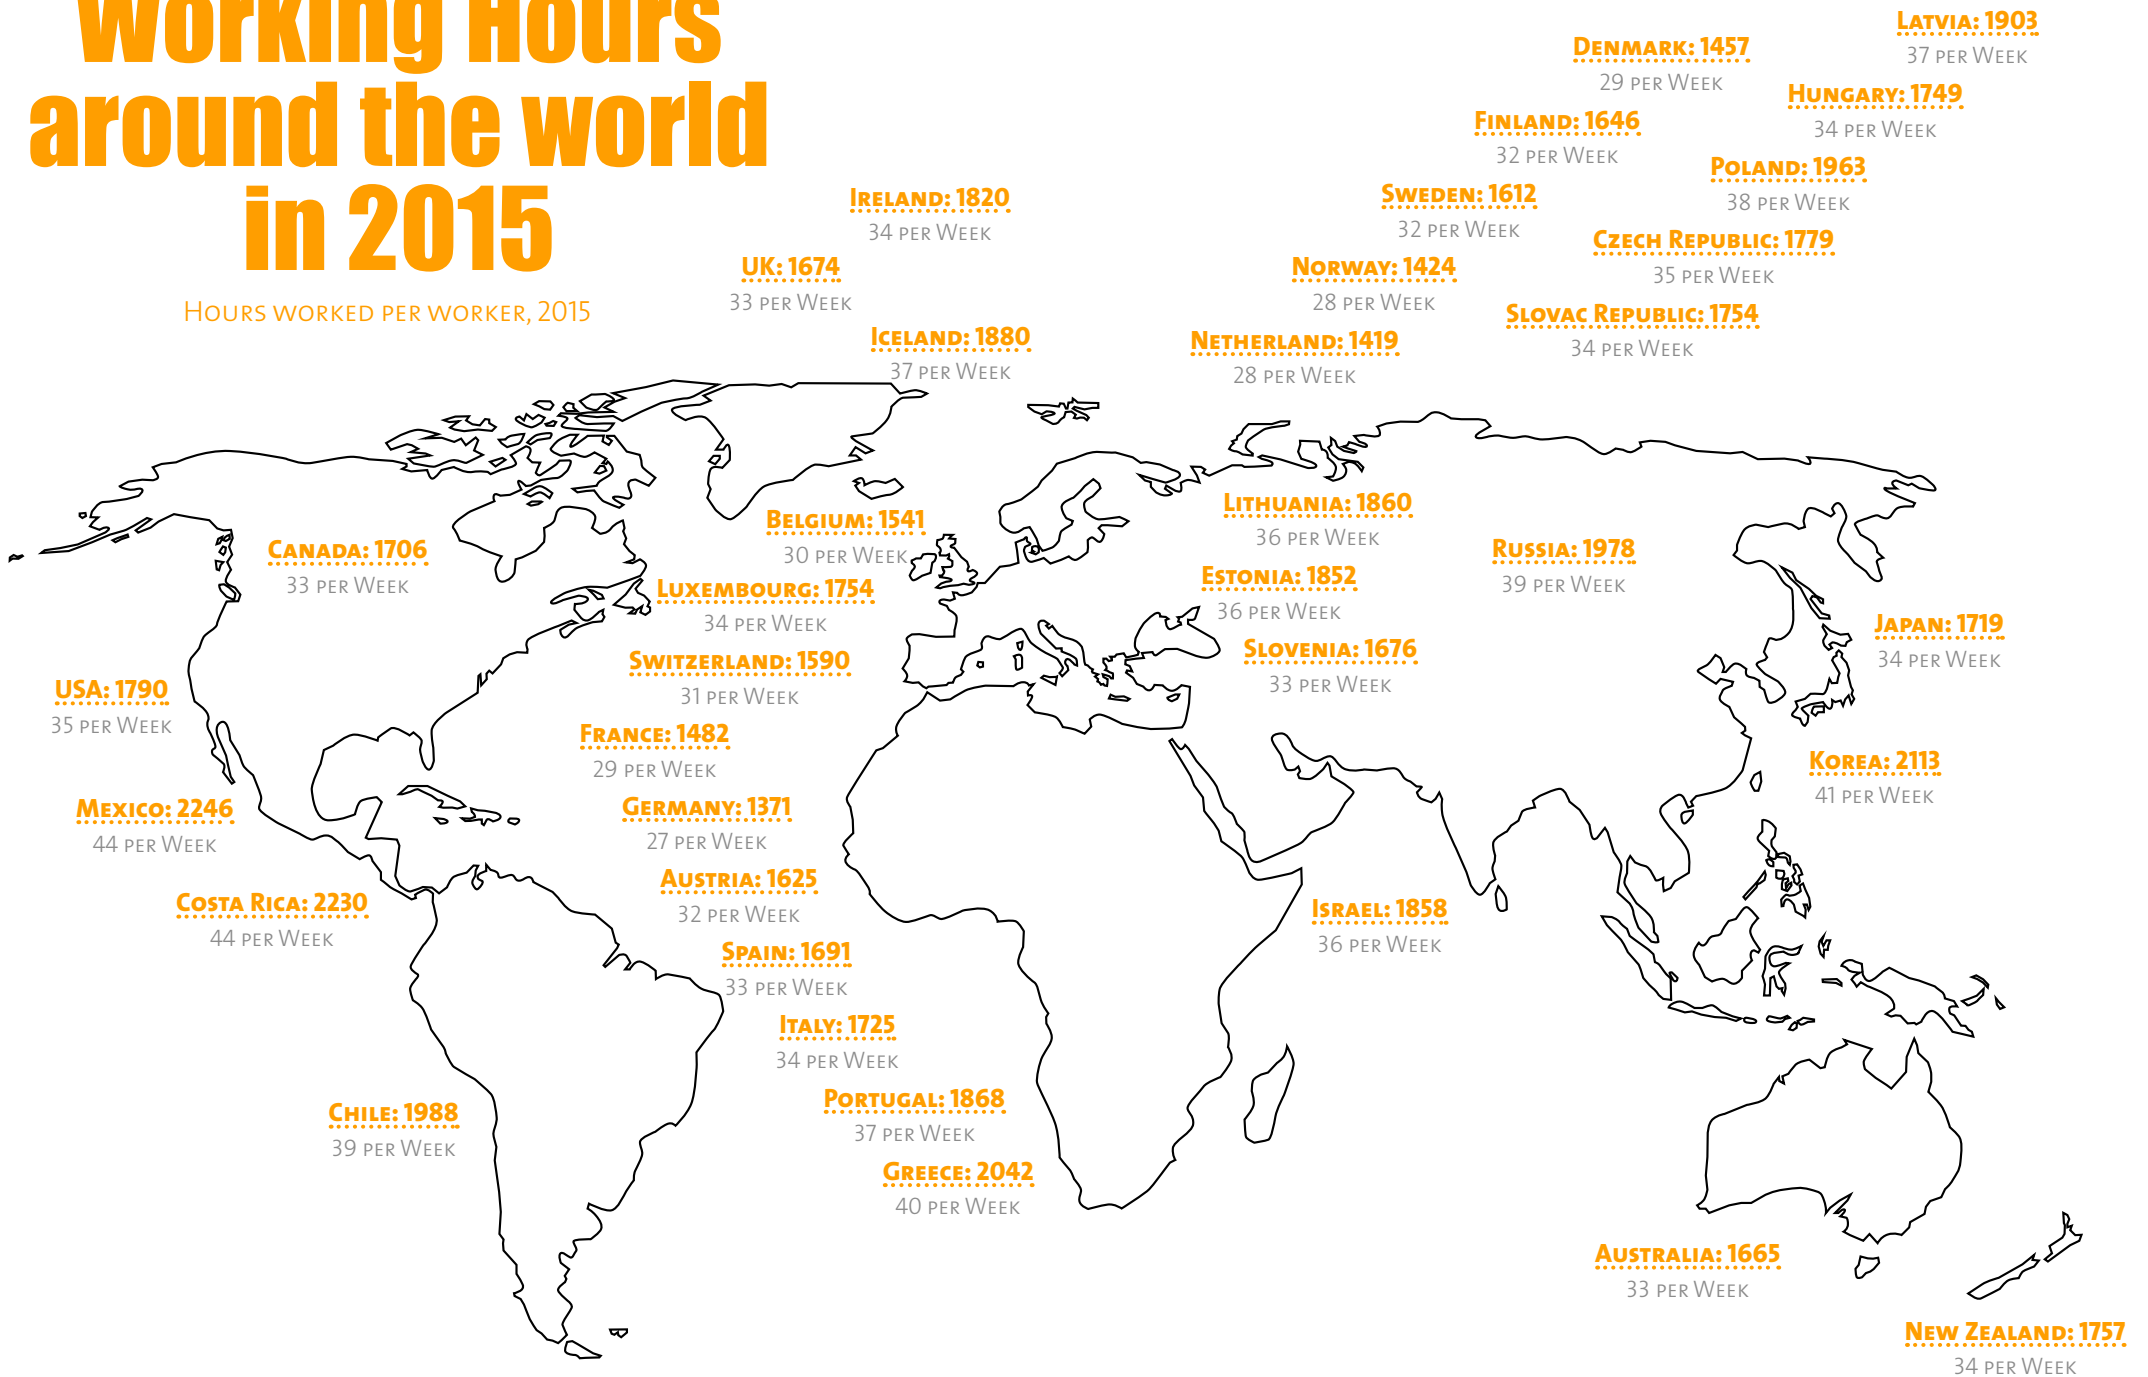 Working Hours
around the world
in 2015
Hours worked per worker, 2015
Latvia: 1903
37 per Week
Denmark: 1457
29 per Week
Hungary: 1749
34 per Week
Finland: 1646
32 per Week
Poland: 1963
38 per Week
Ireland: 1820
34 per Week
Sweden: 1612
32 per Week
Czech Republic: 1779
35 per Week
UK: 1674
33 per Week
Norway: 1424
28 per Week
Slovac Republic: 1754
34 per Week
Iceland: 1880
37 per Week
Netherland: 1419
28 per Week
Belgium: 1541
30 per Week
Lithuania: 1860
36 per Week
Canada: 1706
33 per Week
Russia: 1978
39 per Week
Luxembourg: 1754
34 per Week
Estonia: 1852
36 per Week
Japan: 1719
34 per Week
Switzerland: 1590
31 per Week
Slovenia: 1676
33 per Week
USA: 1790
35 per Week
France: 1482
29 per Week
Korea: 2113
41 per Week
Mexico: 2246
44 per Week
Germany: 1371
27 per Week
Austria: 1625
32 per Week
Costa Rica: 2230
44 per Week
Israel: 1858
36 per Week
Spain: 1691
33 per Week
Italy: 1725
34 per Week
Portugal: 1868
37 per Week
Chile: 1988
39 per Week
Greece: 2042
40 per Week
Australia: 1665
33 per Week
New Zealand: 1757
34 per Week